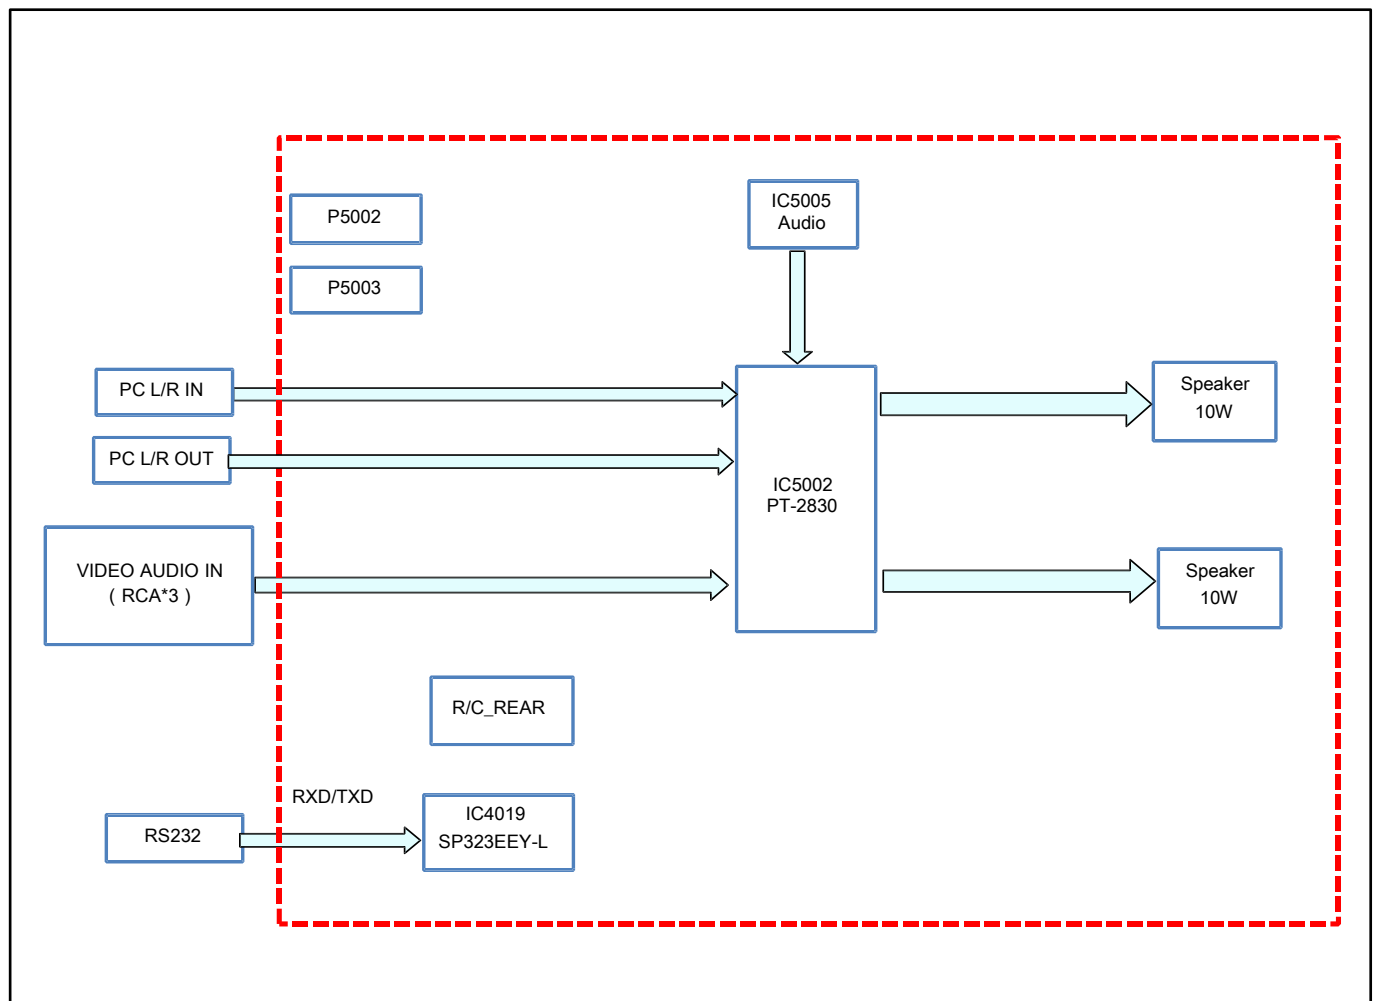 P5002
IC5005
Audio
P5003
PC L/R IN
Speaker
10W
PC L/R OUT
IC5002
PT-2830
VIDEO AUDIO IN
( RCA*3 )
Speaker
10W
R/C_REAR
RXD/TXD
RS232
IC4019
SP323EEY-L